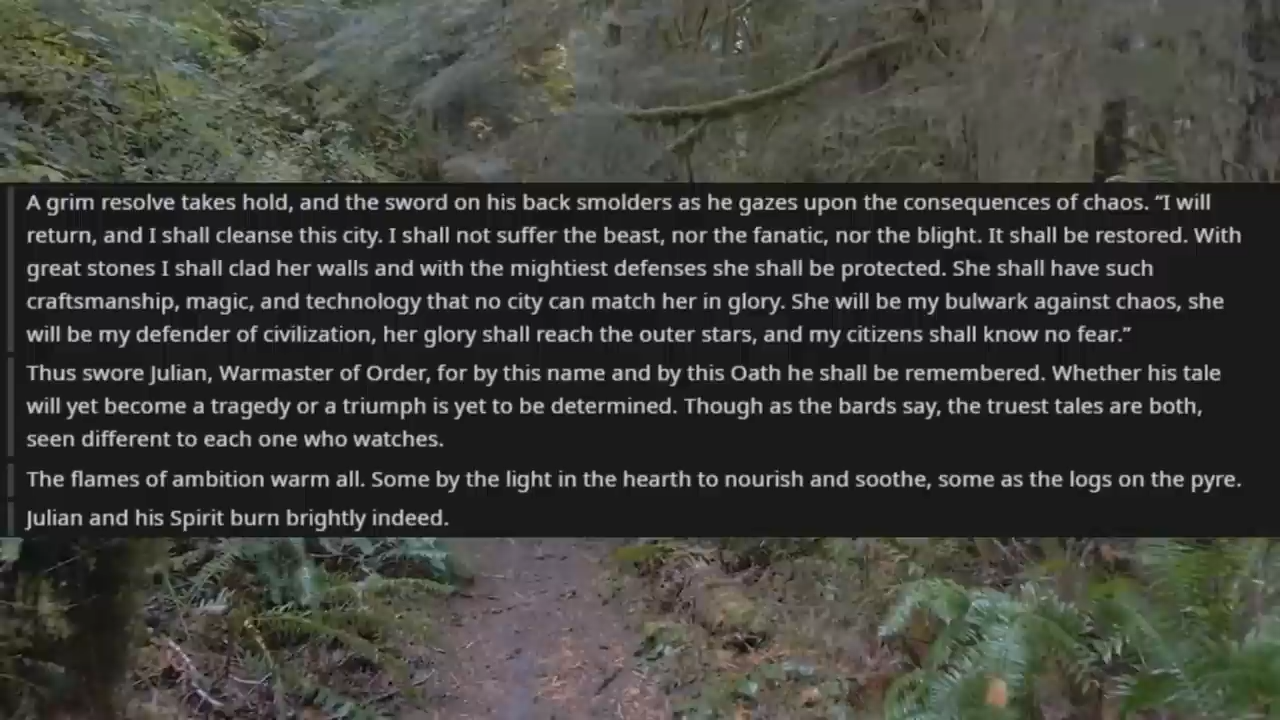 A grim resolve takes hold, and the sword on his back smolders as he gazes upon the consequences of chaos. “I will
return, and I shall cleanse this city. I shall not suffer the beast, nor the fanatic, nor the blight. It shall be restored. With
great stones I shall clad her walls and with the mightiest defenses she shall be protected. She shall have such
craftsmanship, magic, and technology that no city can match her in glory. She will be my bulwark against chaos, she
will be my defender of civilization, her glory shall reach the outer stars, and my citizens shall know no fear.”
Thus swore Julian, Warmaster of Order, for by this name and by this Oath he shall be remembered. Whether his tale
will yet become a tragedy or a triumph is yet to be determined. Though as the bards say, the truest tales are both,
seen different to each one who watches.
The flames of ambition warm all. Some by the light in the hearth to nourish and soothe, some as the logs on the pyre.
Julian and his Spirit burn brightly indeed.